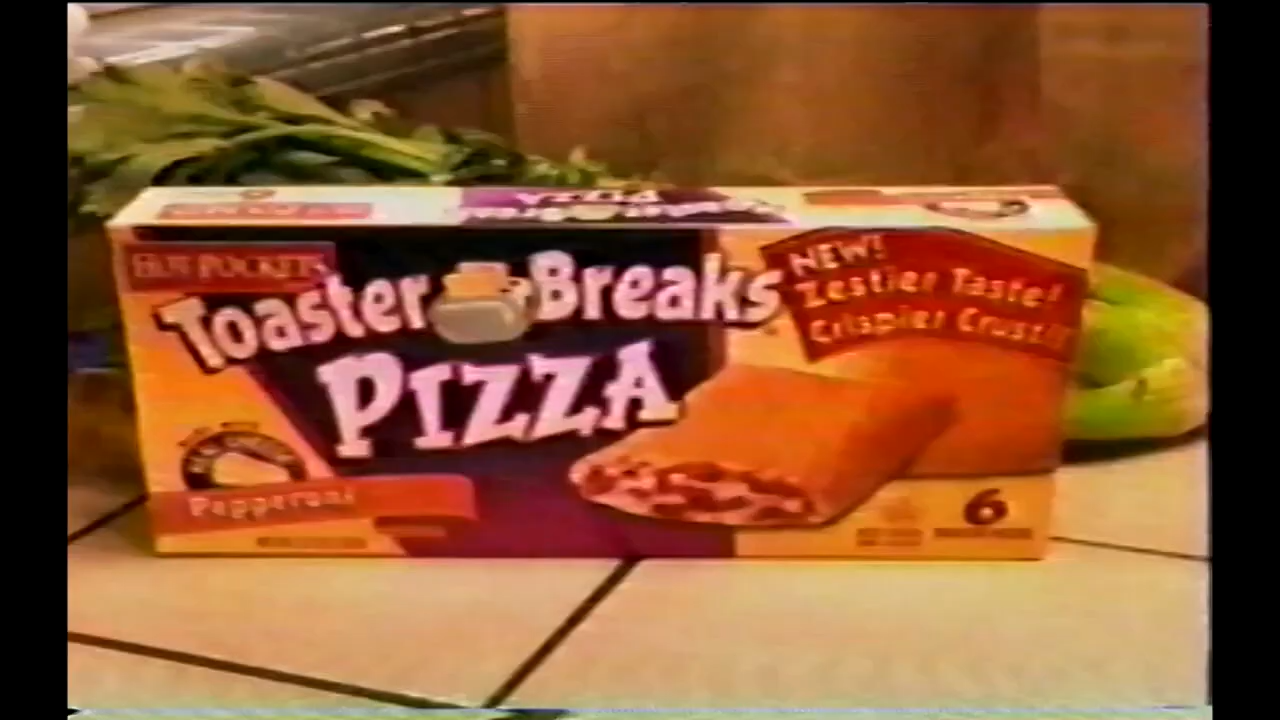 HOT POCKETS
Toaster Breaks
PIZZA
NEW!
Zestier Taste!
Crispier Crust!!
Pepperoni
6